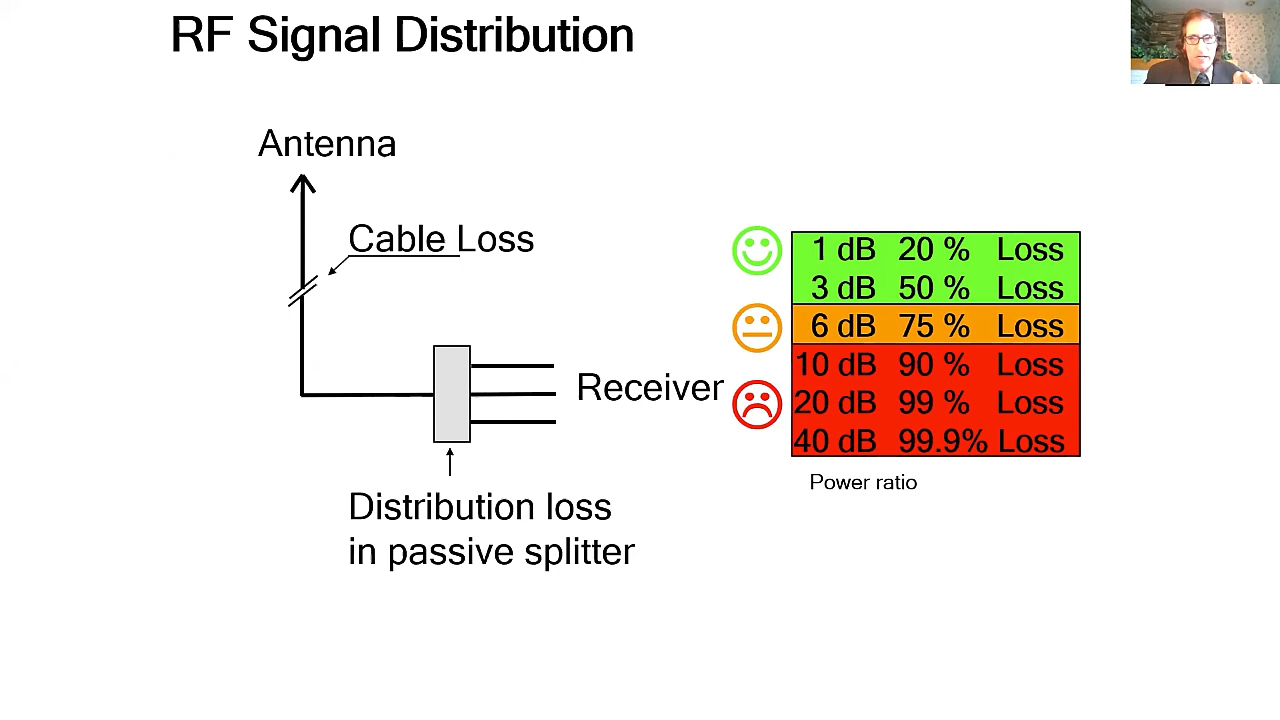 RF Signal Distribution
Antenna
Cable Loss
Receiver
Distribution loss
in passive splitter
1 dB 20 % Loss
3 dB 50 % Loss
6 dB 75 % Loss
10 dB 90 % Loss
20 dB 99 % Loss
40 dB 99.9% Loss
Power ratio